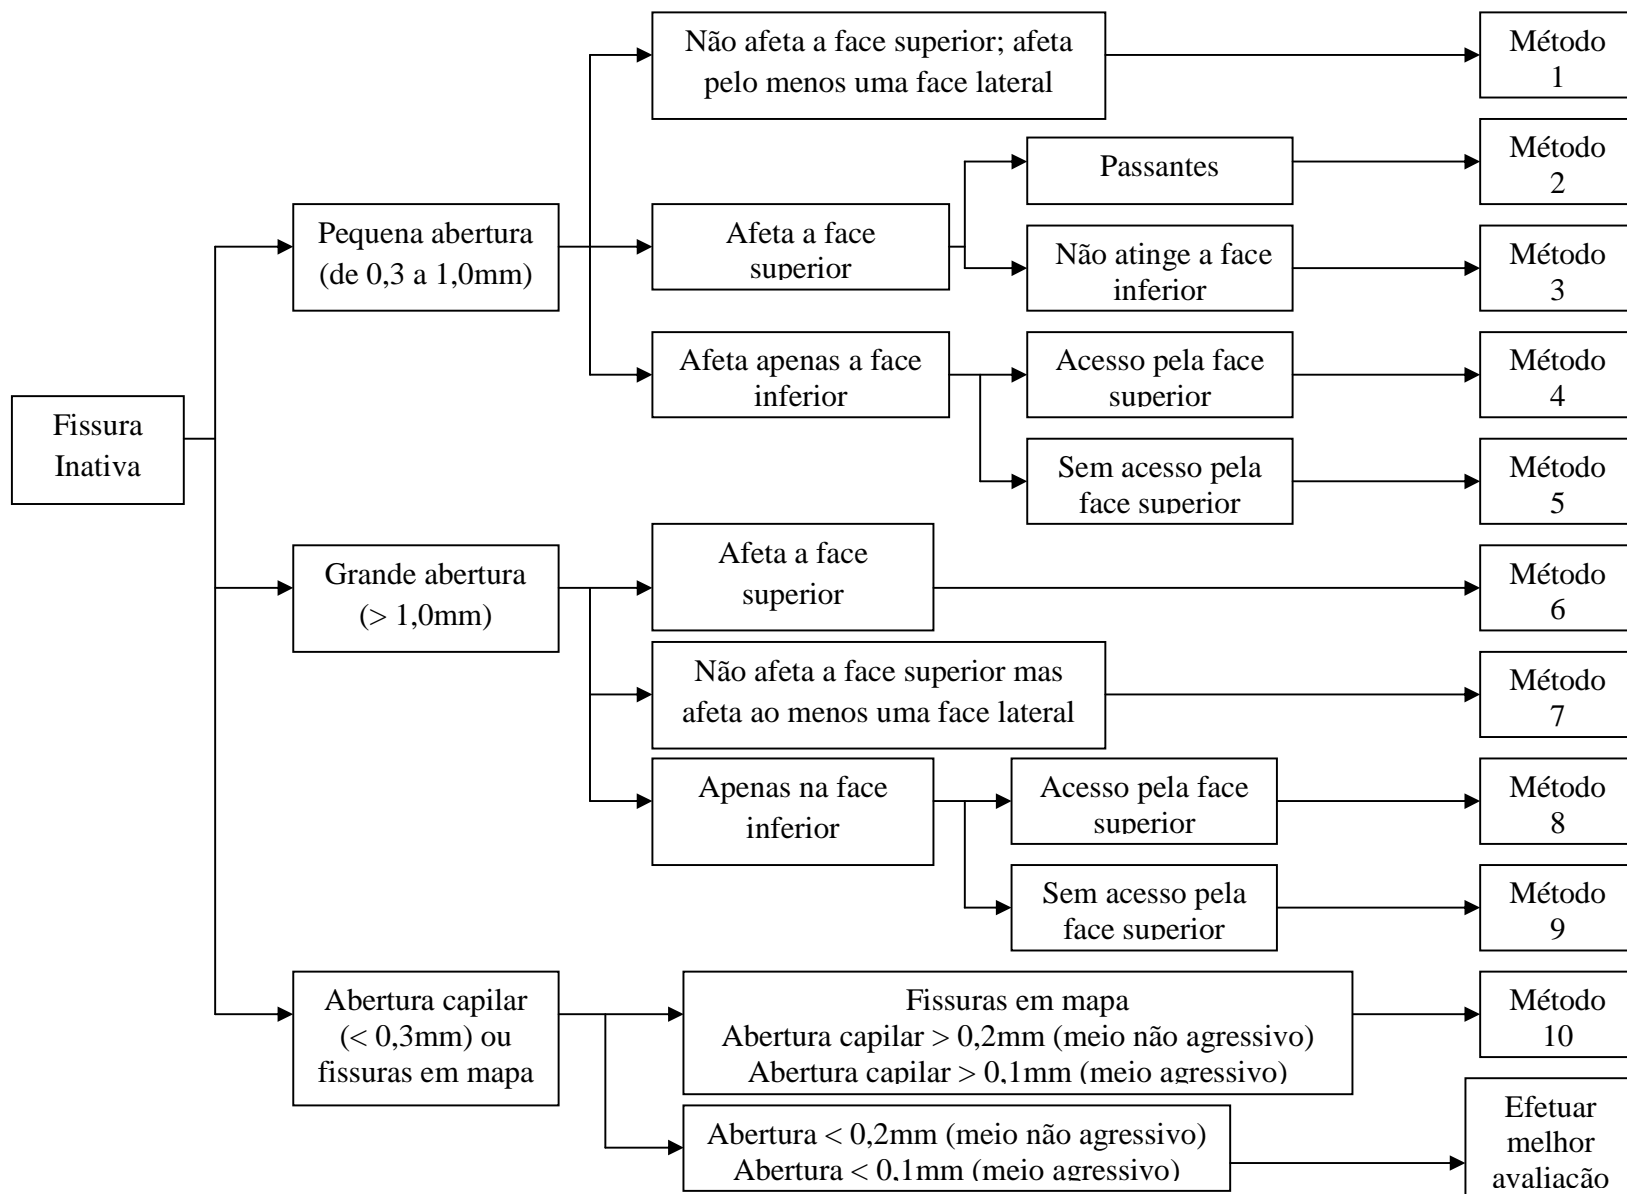 Não afeta a face superior; afeta
pelo menos uma face lateral
Método
1
Passantes
Método
2
Pequena abertura
(de 0,3 a 1,0mm)
Afeta a face
superior
Não atinge a face
inferior
Método
3
Afeta apenas a face
inferior
Acesso pela face
superior
Método
4
Fissura
Inativa
Sem acesso pela
face superior
Método
5
Grande abertura
(> 1,0mm)
Afeta a face
superior
Método
6
Não afeta a face superior mas
afeta ao menos uma face lateral
Método
7
Apenas na face
inferior
Acesso pela face
superior
Método
8
Sem acesso pela
face superior
Método
9
Abertura capilar
(< 0,3mm) ou
fissuras em mapa
Fissuras em mapa
Abertura capilar > 0,2mm (meio não agressivo)
Abertura capilar > 0,1mm (meio agressivo)
Método
10
Abertura < 0,2mm (meio não agressivo)
Abertura < 0,1mm (meio agressivo)
Efetuar
melhor
avaliação